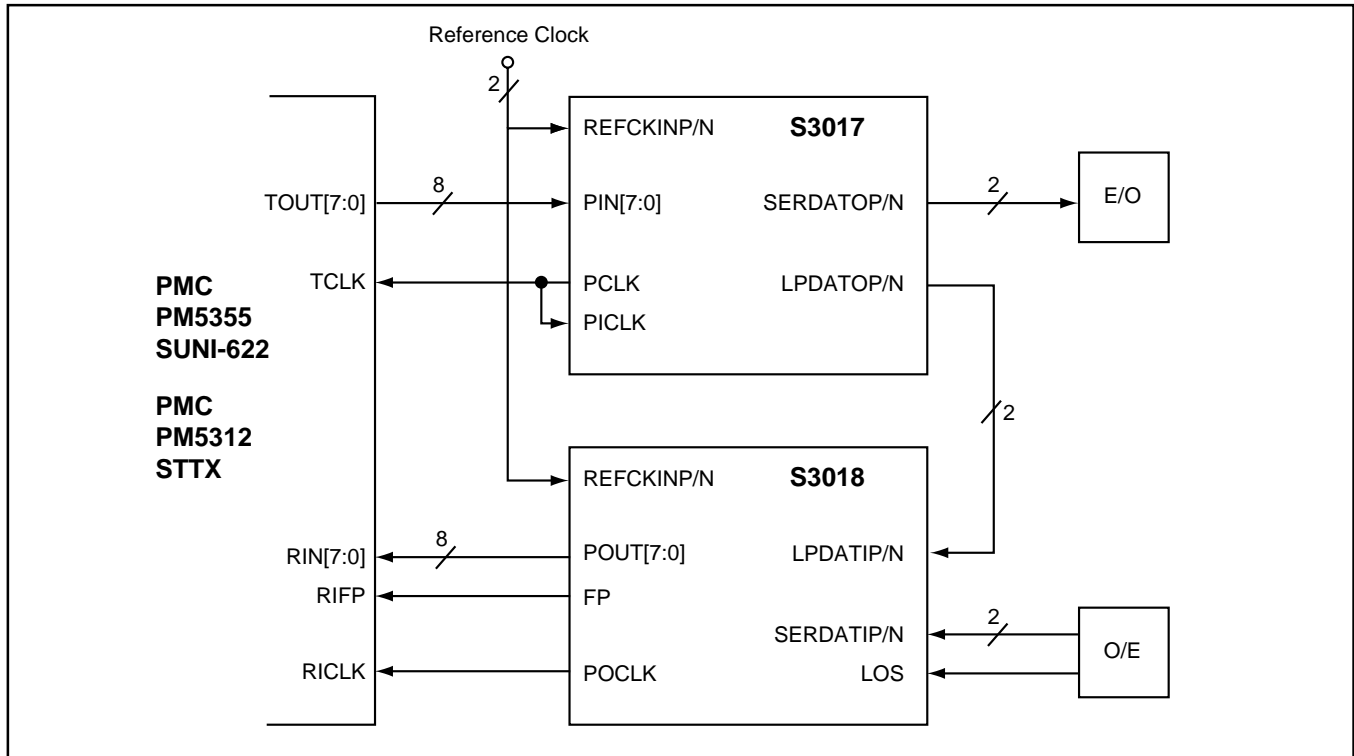 Reference Clock
2
REFCKINP/N
S3017
TOUT[7:0]
8
PIN[7:0]
SERDATOP/N
2
E/O
TCLK
PCLK
LPDATOP/N
PICLK
PMC
PM5355
SUNI-622
PMC
PM5312
STTX
2
REFCKINP/N
S3018
RIN[7:0]
8
POUT[7:0]
LPDATIP/N
RIFP
FP
SERDATIP/N
2
O/E
RICLK
POCLK
LOS